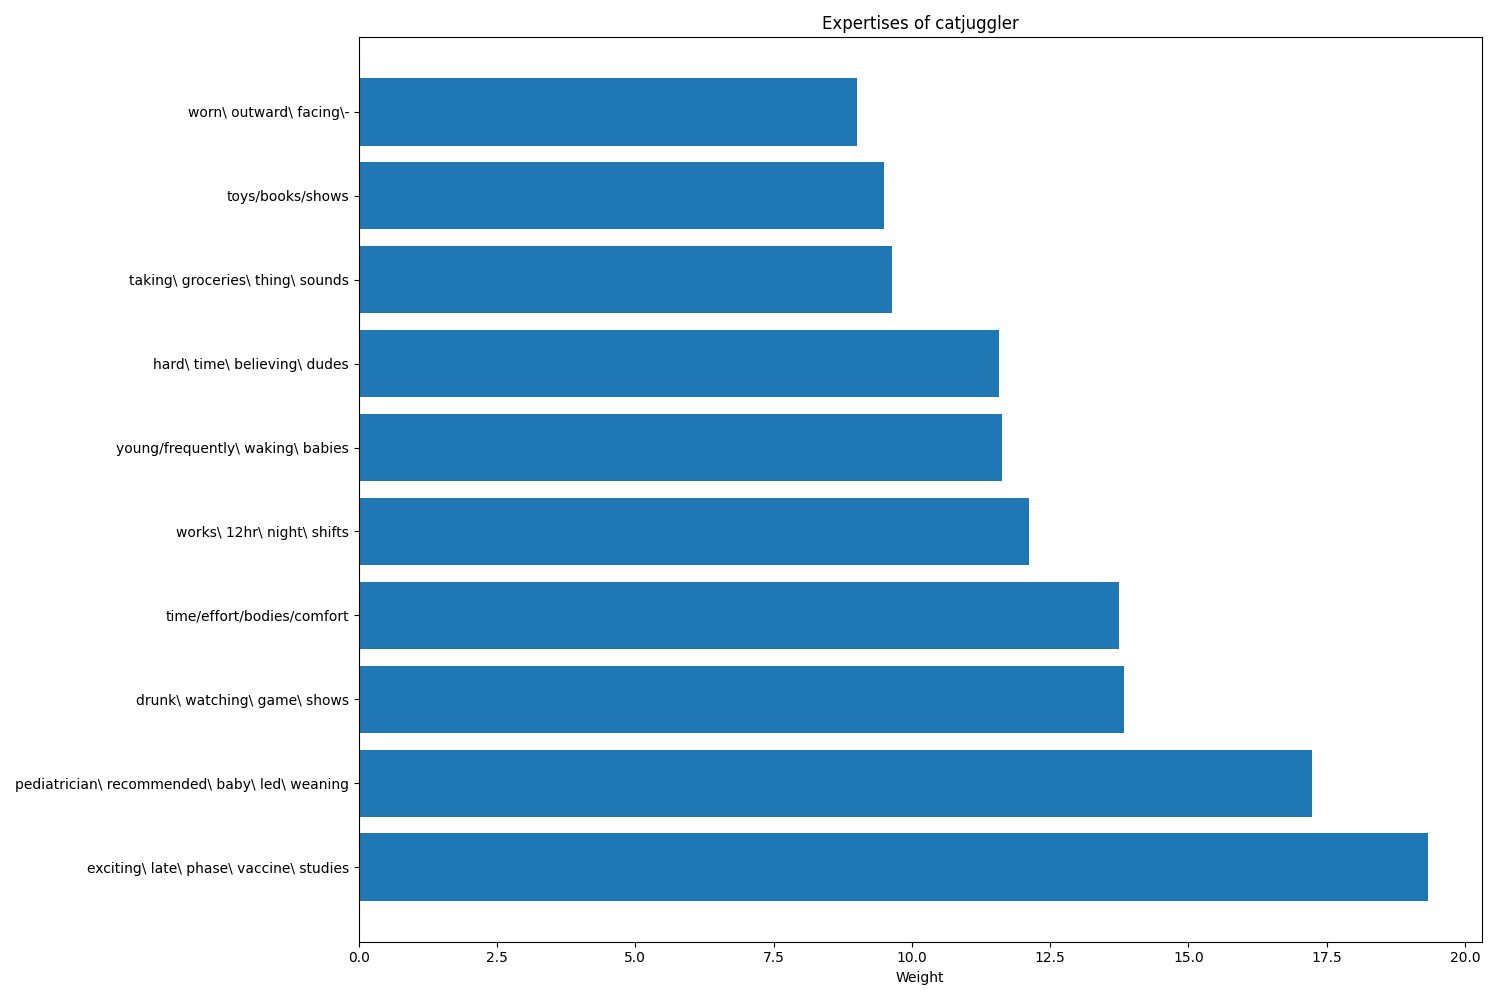 Expertises of catjuggler
worn\ outward\ facing\-
toys/books/shows
taking\ groceries\ thing\ sounds
hard\ time\ believing\ dudes
young/frequently\ waking\ babies
works\ 12hr\ night\ shifts
time/effort/bodies/comfort
drunk\ watching\ game\ shows
pediatrician\ recommended\ baby\ led\ weaning
exciting\ late\ phase\ vaccine\ studies
0.0 2.5 5.0 7.5 10.0 12.5 15.0 17.5 20.0
Weight